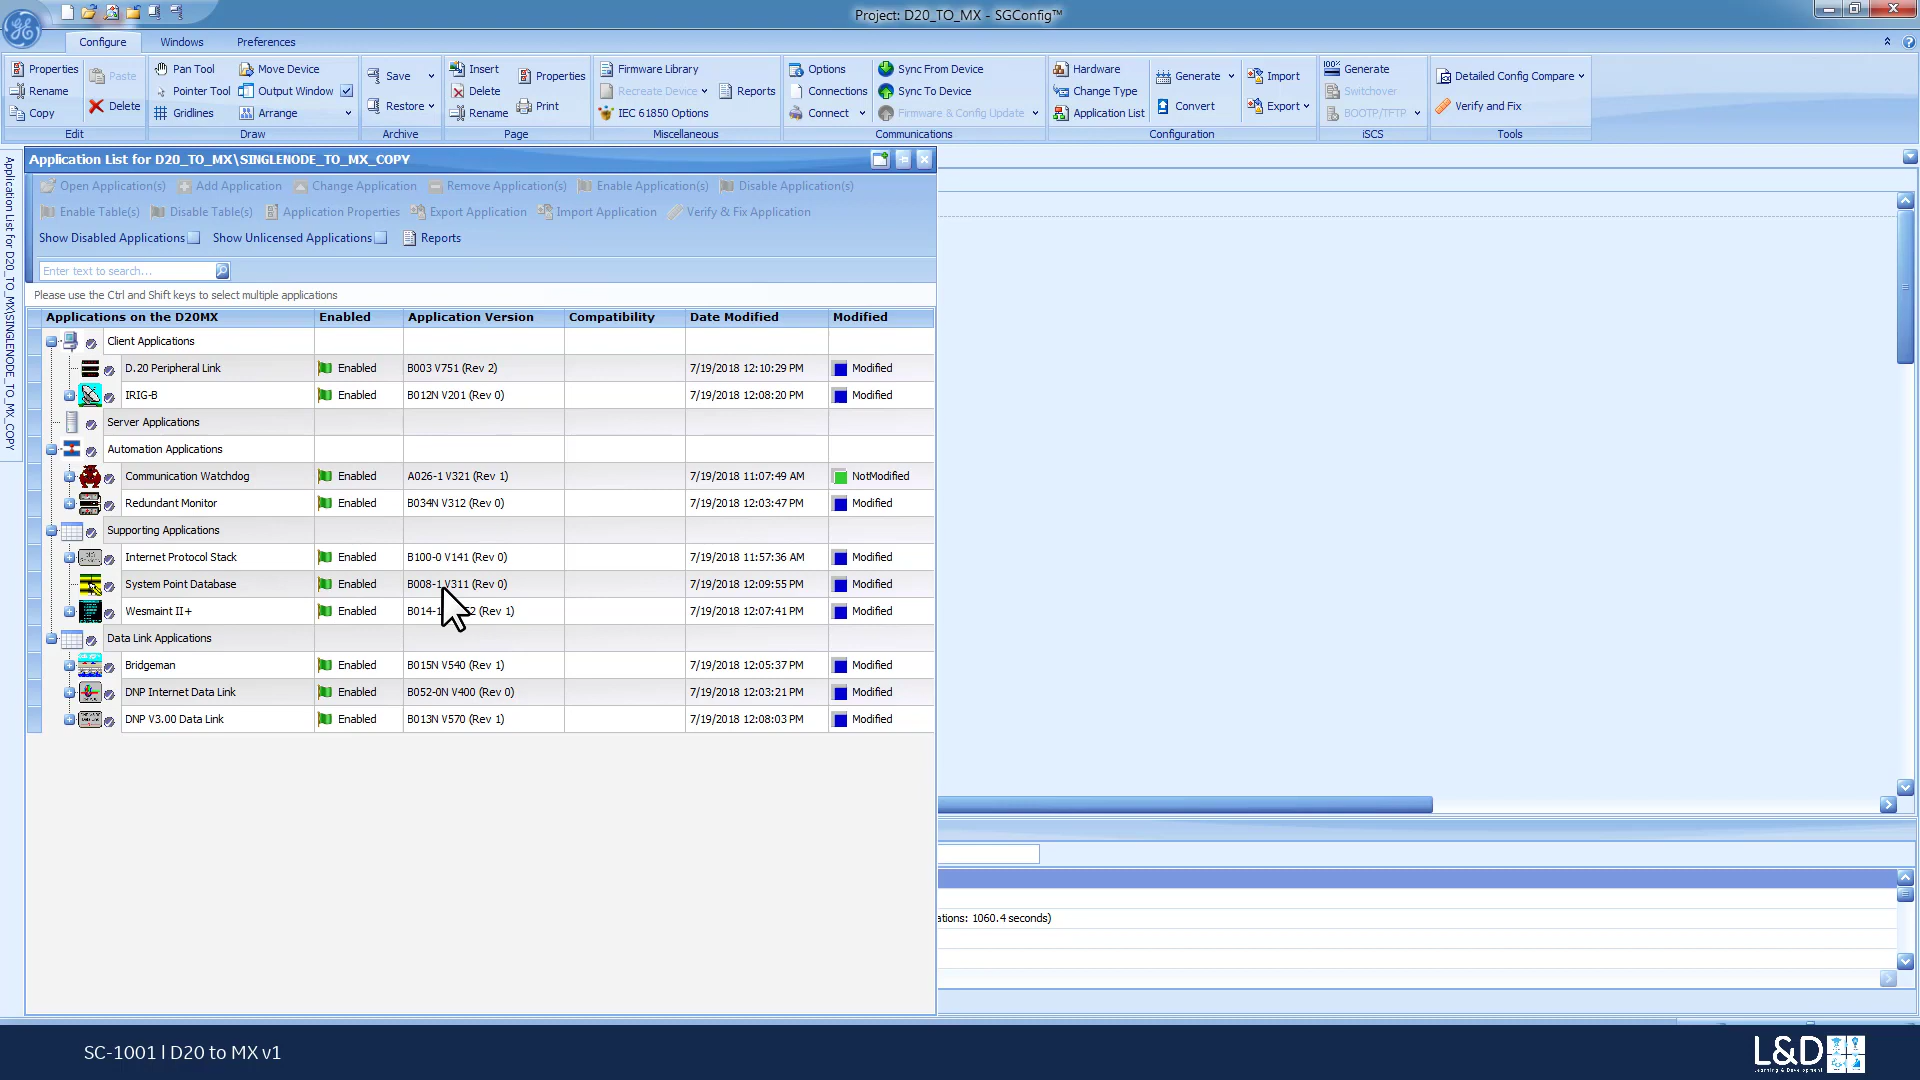 Project: D20_TO_MX - SGConfig™
Configure Windows Preferences
Properties Paste Pan Tool Move Device Save Insert Properties Firmware Library Options Sync From Device Hardware Generate Import Generate Detailed Config Compare
Rename Delete Pointer Tool Output Window Restore Delete Print Recreate Device Reports Connections Sync To Device Change Type Convert Export Switchover Verify and Fix
Copy Gridlines Arrange Rename IEC 61850 Options Connect Firmware & Config Update Application List BOOTP/TFTP
Edit Draw Archive Page Miscellaneous Communications Configuration iSCS Tools
Application List for D20_TO_MX\SINGLENODE_TO_MX_COPY
Application List for D20_TO_MX\SINGLENODE_TO_MX_COPY
Open Application(s) Add Application Change Application Remove Application(s) Enable Application(s) Disable Application(s)
Enable Table(s) Disable Table(s) Application Properties Export Application Import Application Verify & Fix Application
Show Disabled Applications Show Unlicensed Applications Reports
Enter text to search...
Please use the Ctrl and Shift keys to select multiple applications
Applications on the D20MX Enabled Application Version Compatibility Date Modified Modified
Client Applications
D.20 Peripheral Link Enabled B003 V751 (Rev 2) 7/19/2018 12:10:29 PM Modified
IRIG-B Enabled B012N V201 (Rev 0) 7/19/2018 12:08:20 PM Modified
Server Applications
Automation Applications
Communication Watchdog Enabled A026-1 V321 (Rev 1) 7/19/2018 11:07:49 AM NotModified
Redundant Monitor Enabled B034N V312 (Rev 0) 7/19/2018 12:03:47 PM Modified
Supporting Applications
Internet Protocol Stack Enabled B100-0 V141 (Rev 0) 7/19/2018 11:57:36 AM Modified
System Point Database Enabled B008-1 V311 (Rev 0) 7/19/2018 12:09:55 PM Modified
Wesmaint II+ Enabled (Rev 1) 7/19/2018 12:07:41 PM Modified
Data Link Applications
Bridgeman Enabled B015N V540 (Rev 1) 7/19/2018 12:05:37 PM Modified
DNP Internet Data Link Enabled B052-0N V400 (Rev 0) 7/19/2018 12:03:21 PM Modified
DNP V3.00 Data Link Enabled B013N V570 (Rev 1) 7/19/2018 12:08:03 PM Modified
ations: 1060.4 seconds)
SC-1001 l D20 to MX v1
L&D
Learning & Development